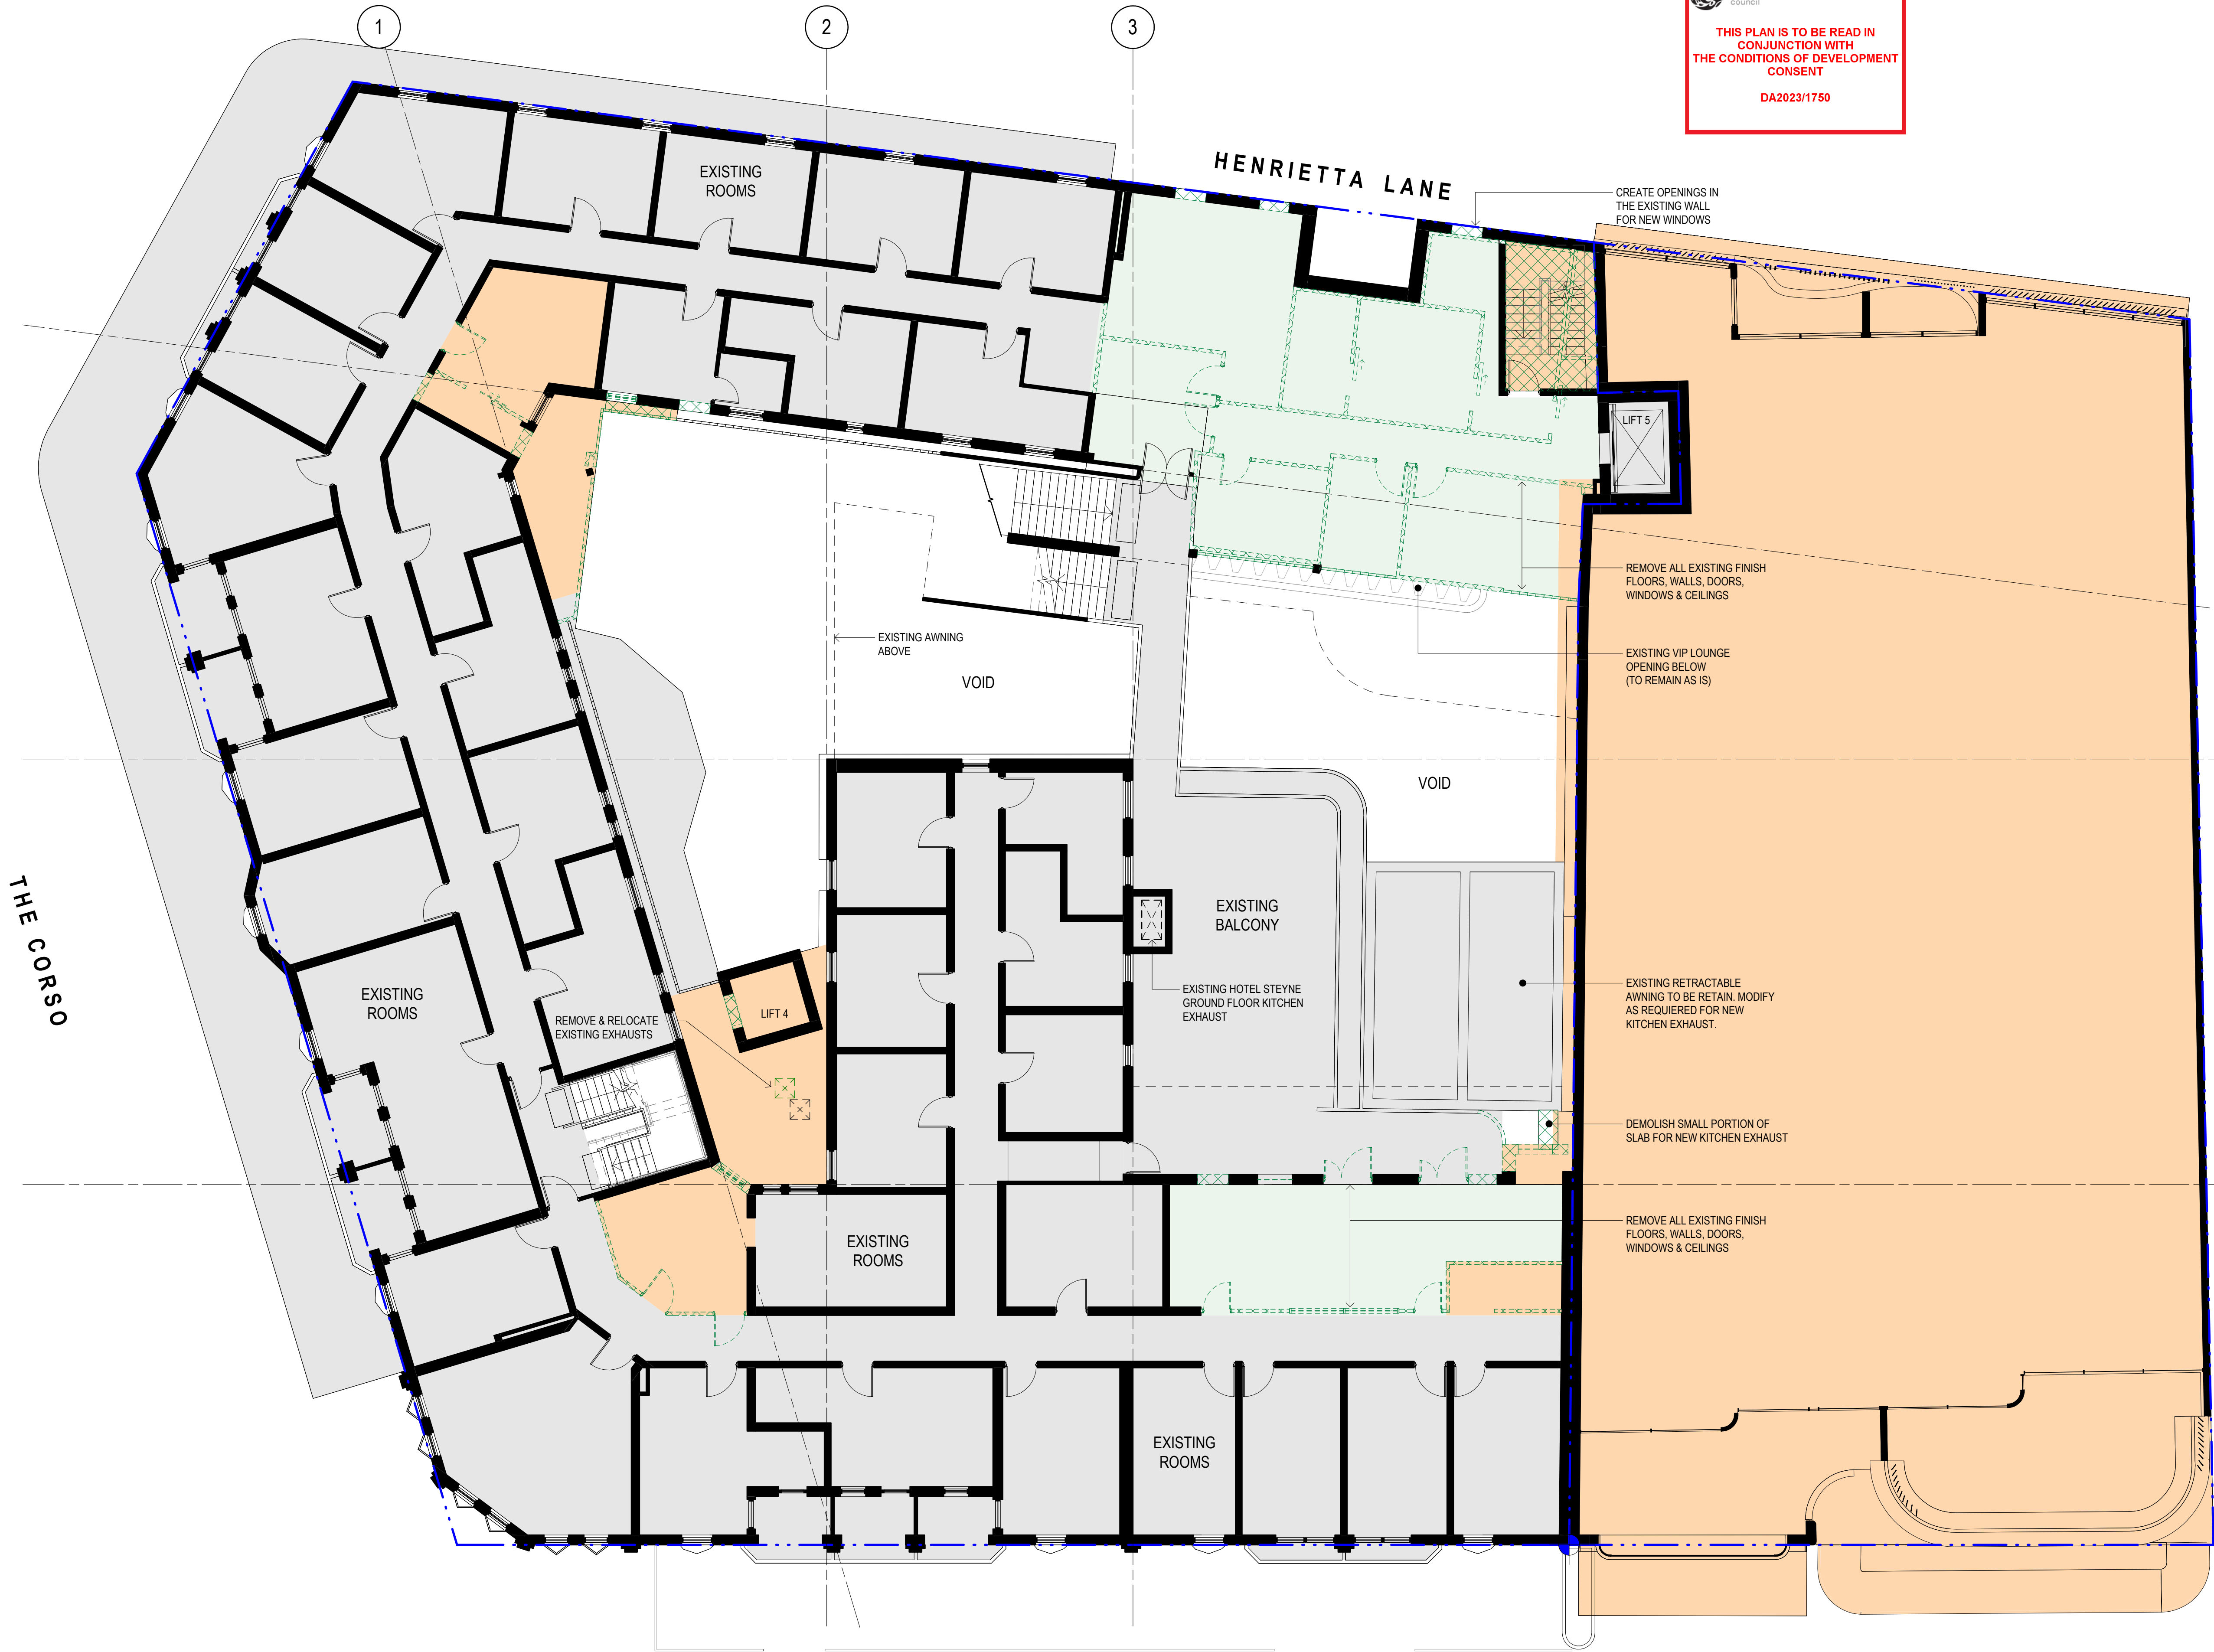 1
2
3
council
THIS PLAN IS TO BE READ IN
CONJUNCTION WITH
THE CONDITIONS OF DEVELOPMENT
CONSENT
DA2023/1750
HENRIETTA LANE
CREATE OPENINGS IN
THE EXISTING WALL
FOR NEW WINDOWS
EXISTING
ROOMS
LIFT 5
REMOVE ALL EXISTING FINISH
FLOORS, WALLS, DOORS,
WINDOWS & CEILINGS
EXISTING AWNING
ABOVE
VOID
EXISTING VIP LOUNGE
OPENING BELOW
(TO REMAIN AS IS)
VOID
THE CORSO
EXISTING
BALCONY
EXISTING
ROOMS
REMOVE & RELOCATE
EXISTING EXHAUSTS
LIFT 4
EXISTING HOTEL STEYNE
GROUND FLOOR KITCHEN
EXHAUST
EXISTING RETRACTABLE
AWNING TO BE RETAIN. MODIFY
AS REQUIERED FOR NEW
KITCHEN EXHAUST.
DEMOLISH SMALL PORTION OF
SLAB FOR NEW KITCHEN EXHAUST
EXISTING
ROOMS
REMOVE ALL EXISTING FINISH
FLOORS, WALLS, DOORS,
WINDOWS & CEILINGS
EXISTING
ROOMS